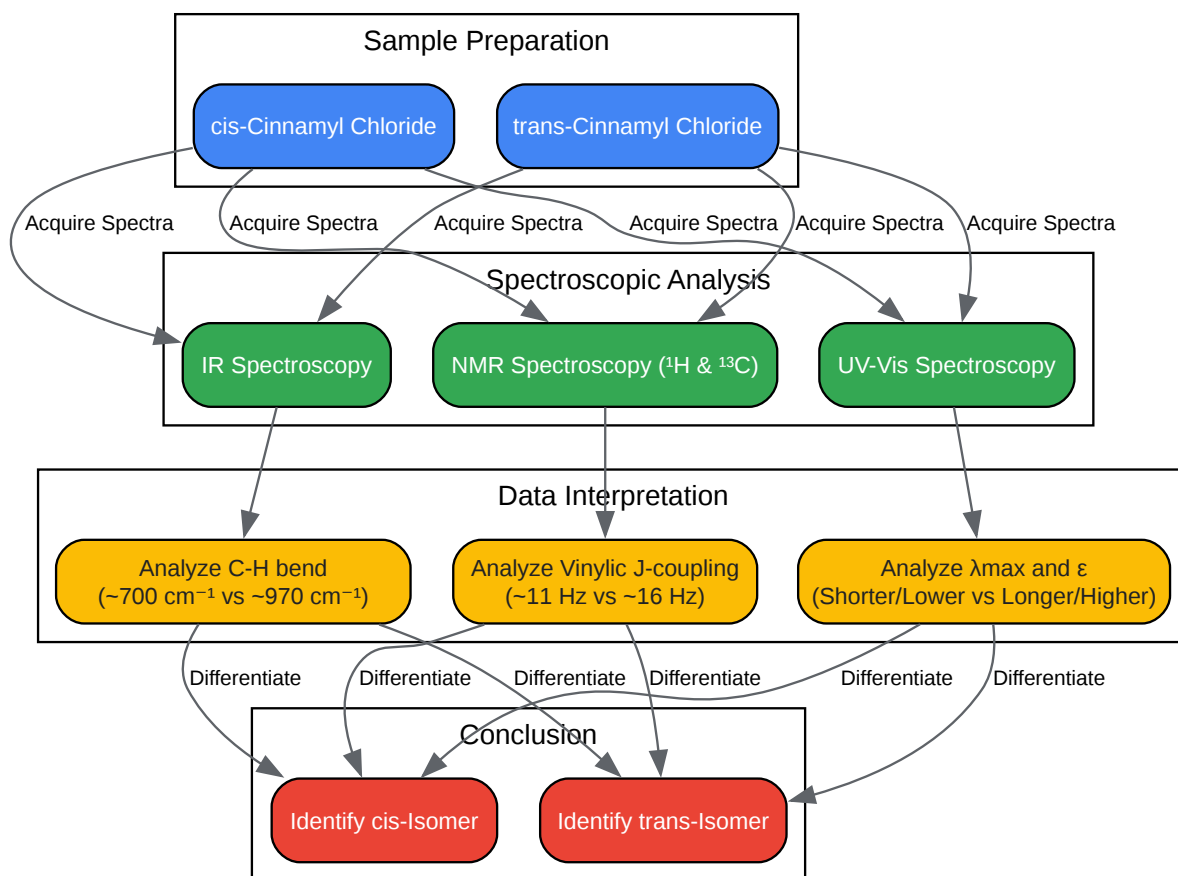 Sample Preparation
cis-Cinnamyl Chloride
trans-Cinnamyl Chloride
Acquire Spectra
Acquire Spectra
Acquire Spectra
Acquire Spectra
Acquire Spectra
Acquire Spectra
Spectroscopic Analysis
IR Spectroscopy
NMR Spectroscopy (¹H & ¹³C)
UV-Vis Spectroscopy
Data Interpretation
Analyze C-H bend
(~700 cm⁻¹ vs ~970 cm⁻¹)
Analyze Vinylic J-coupling
(~11 Hz vs ~16 Hz)
Analyze λmax and ε
(Shorter/Lower vs Longer/Higher)
Differentiate
Differentiate
Differentiate
Differentiate
Differentiate
Differentiate
Conclusion
Identify cis-Isomer
Identify trans-Isomer